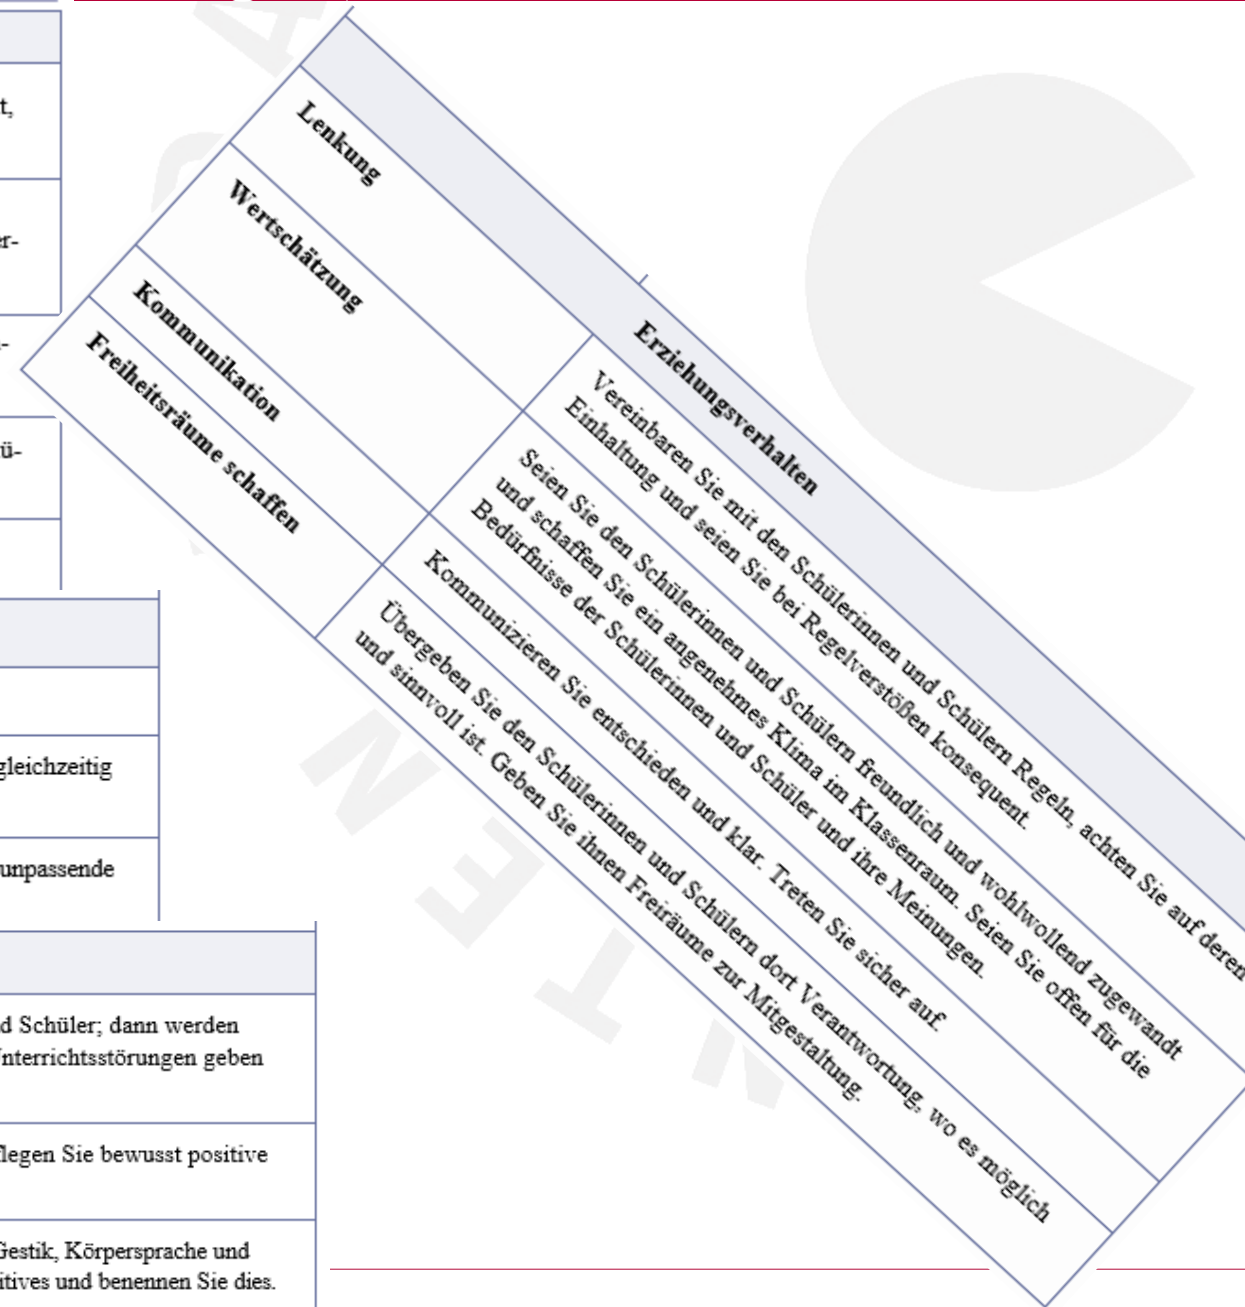 t,
er-
-
ü-
gleichzeitig
unpassende
d Schüler; dann werden
Unterrichtsstörungen geben
flegen Sie bewusst positive
Gestik, Körpersprache und
itives und benennen Sie dies.
Erziehungsverhalten
Lenkung
Vereinbaren Sie mit den Schülerinnen und Schülern Regeln, achten Sie auf deren
Einhaltung und seien Sie bei Regelverstößen konsequent.
Wertschätzung
Seien Sie den Schülerinnen und Schülern freundlich und wohlwollend zugewandt
und schaffen Sie ein angenehmes Klima im Klassenraum. Seien Sie offen für die
Bedürfnisse der Schülerinnen und Schüler und ihre Meinungen.
Kommunikation
Kommunizieren Sie entschieden und klar. Treten Sie sicher auf.
Freiheitsräume schaffen
Übergeben Sie den Schülerinnen und Schülern dort Verantwortung, wo es möglich
und sinnvoll ist. Geben Sie ihnen Freiräume zur Mitgestaltung.